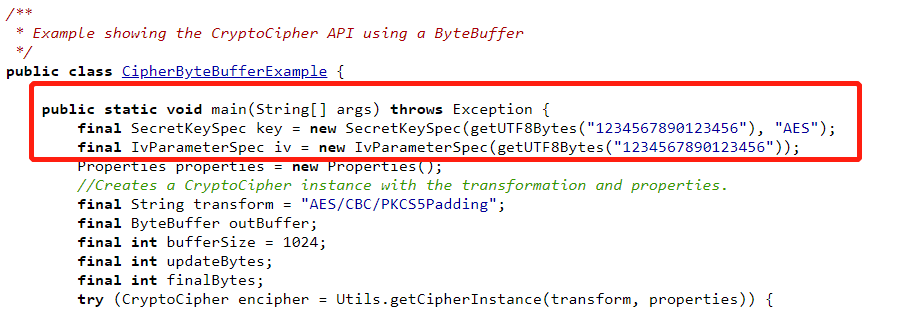 /**
 * Example showing the CryptoCipher API using a ByteBuffer
 */
public class CipherByteBufferExample {
public static void main(String[] args) throws Exception {
final SecretKeySpec key = new SecretKeySpec(getUTF8Bytes("1234567890123456"), "AES");
final IvParameterSpec iv = new IvParameterSpec(getUTF8Bytes("1234567890123456"));
Properties properties = new Properties();
//Creates a CryptoCipher instance with the transformation and properties.
final String transform = "AES/CBC/PKCS5Padding";
final ByteBuffer outBuffer;
final int bufferSize = 1024;
final int updateBytes;
final int finalBytes;
try (CryptoCipher encipher = Utils.getCipherInstance(transform, properties)) {